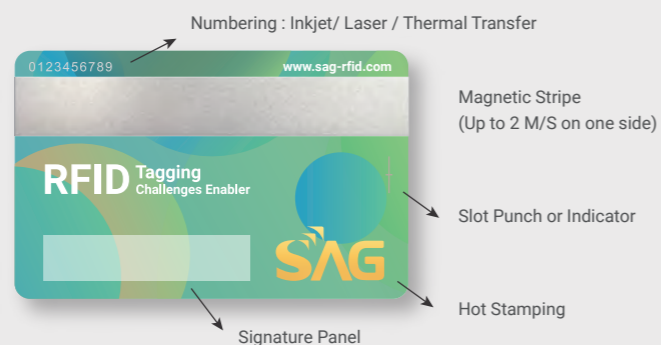 Numbering : Inkjet/ Laser / Thermal Transfer
0123456789
www.sag-rfid.com
Magnetic Stripe
(Up to 2 M/S on one side)
RFID Tagging
Challenges Enabler
Slot Punch or Indicator
SAG
Hot Stamping
Signature Panel